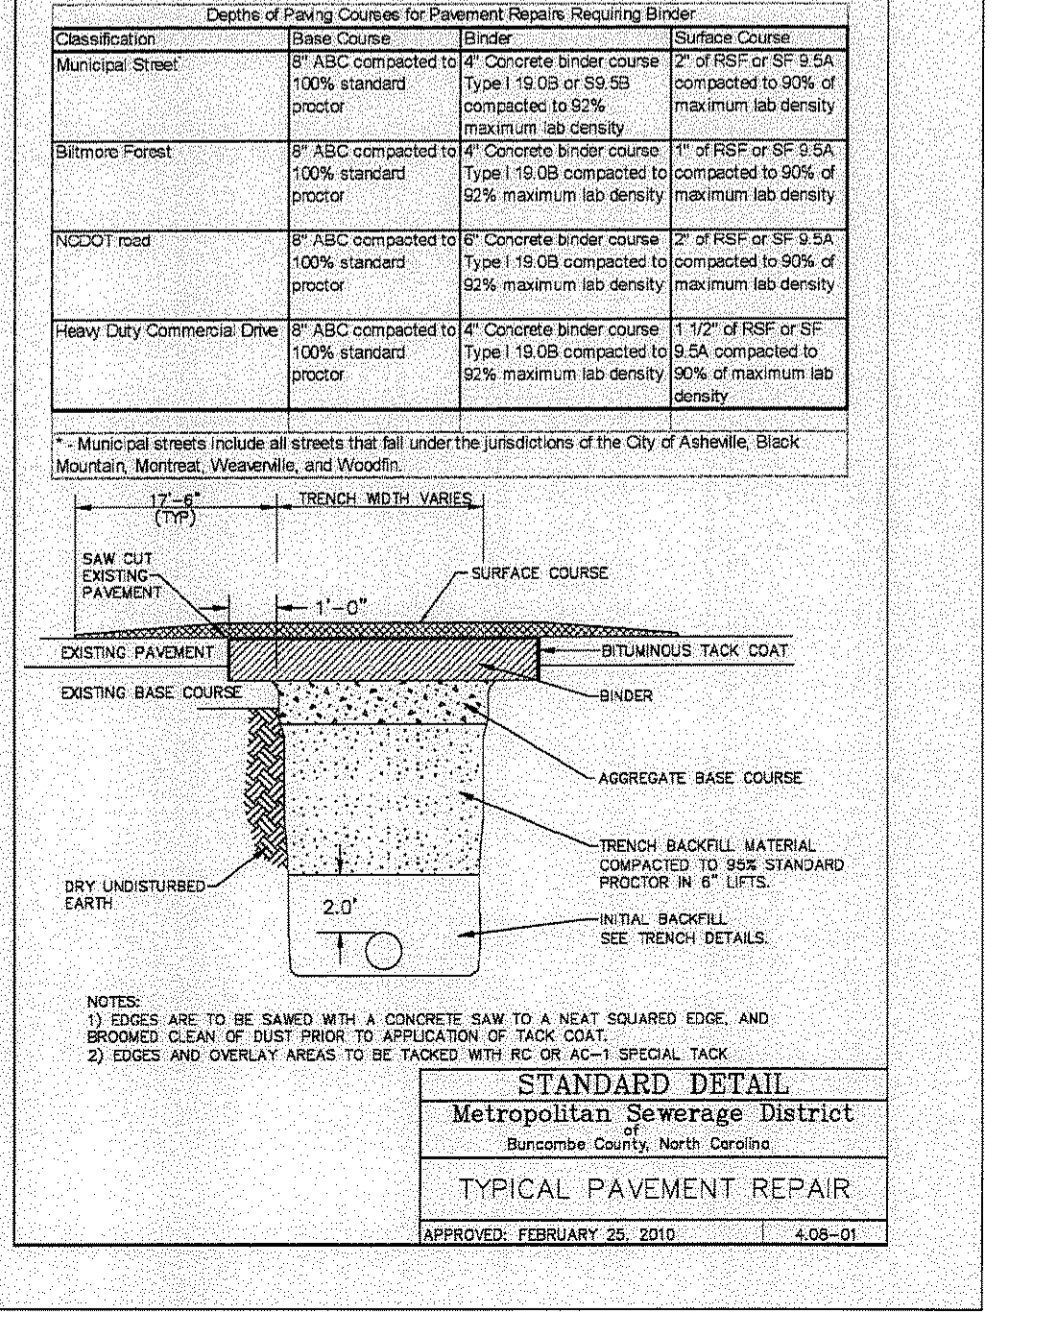 Depths of Paving Courses for Pavement Repairs Requiring Binder
Classification Base Course Binder Surface Course
Municipal Street* 8" ABC compacted to 100% standard proctor 4" Concrete binder course Type I 19.0B or S9.5B compacted to 92% maximum lab density 2" of RSF or SF 9.5A compacted to 90% of maximum lab density
Biltmore Forest 8" ABC compacted to 100% standard proctor 4" Concrete binder course Type I 19.0B compacted to 92% maximum lab density 1" of RSF or SF 9.5A compacted to 90% of maximum lab density
NCDOT road 8" ABC compacted to 100% standard proctor 6" Concrete binder course Type I 19.0B compacted to 92% maximum lab density 2" of RSF or SF 9.5A compacted to 90% of maximum lab density
Heavy Duty Commercial Drive 8" ABC compacted to 100% standard proctor 4" Concrete binder course Type I 19.0B compacted to 92% maximum lab density 1 1/2" of RSF or SF 9.5A compacted to 90% of maximum lab density
* - Municipal streets include all streets that fall under the jurisdictions of the City of Asheville, Black
Mountain, Montreat, Weaverville, and Woodfin.
17'-6"
(TYP)
TRENCH WIDTH VARIES
SAW CUT
EXISTING
PAVEMENT
SURFACE COURSE
1'-0"
EXISTING PAVEMENT
BITUMINOUS TACK COAT
EXISTING BASE COURSE
BINDER
AGGREGATE BASE COURSE
TRENCH BACKFILL MATERIAL
COMPACTED TO 95% STANDARD
PROCTOR IN 6" LIFTS.
DRY UNDISTURBED
EARTH
2.0'
INITIAL BACKFILL
SEE TRENCH DETAILS.
NOTES:
1) EDGES ARE TO BE SAWED WITH A CONCRETE SAW TO A NEAT SQUARED EDGE, AND
BROOMED CLEAN OF DUST PRIOR TO APPLICATION OF TACK COAT.
2) EDGES AND OVERLAY AREAS TO BE TACKED WITH RC OR AC-1 SPECIAL TACK
STANDARD DETAIL
Metropolitan Sewerage District
of
Buncombe County, North Carolina
TYPICAL PAVEMENT REPAIR
APPROVED: FEBRUARY 25, 2010 4.08-01